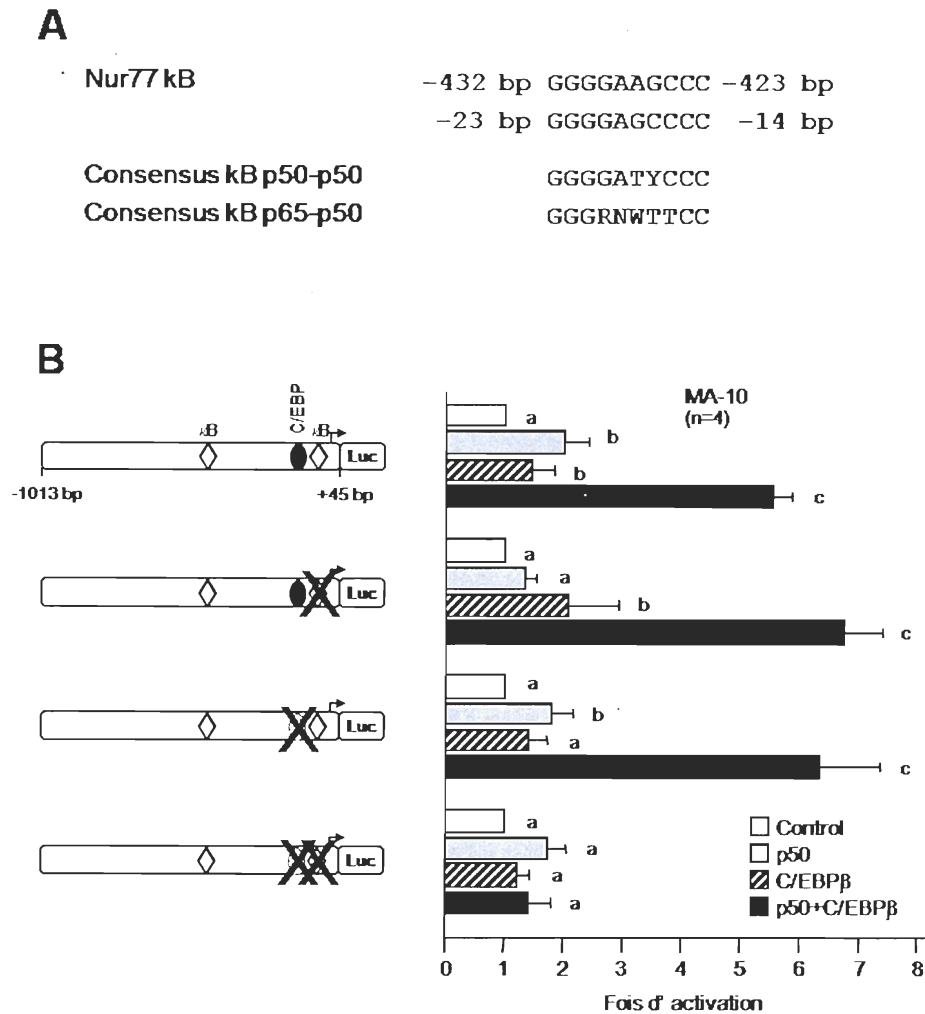 A
Nur77 kB
-432 bp GGGGAAGCCC -423 bp
-23 bp GGGGAGCCCC -14 bp
Consensus kB p50-p50
GGGGATYCCC
Consensus kB p65-p50
GGGRNWTTCC
B
kB
C/EBP
kB
Luc
-1013 bp
+45 bp
MA-10
(n=4)
a
b
b
c
Luc
a
a
b
c
Luc
a
b
a
c
Luc
a
a
a
a
Control
p50
C/EBPβ
p50+C/EBPβ
0 1 2 3 4 5 6 7 8
Fois d' activation